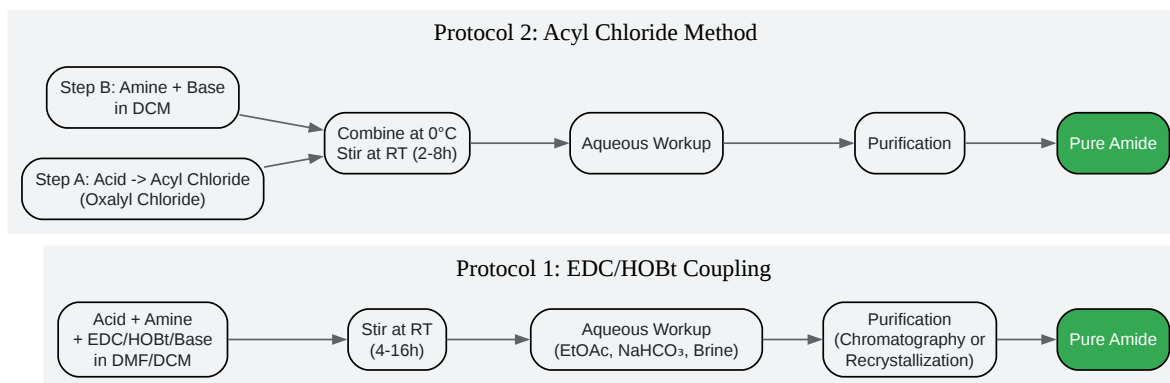 Protocol 2: Acyl Chloride Method
Step B: Amine + Base
in DCM
Step A: Acid -> Acyl Chloride
(Oxalyl Chloride)
Combine at 0°C
Stir at RT (2-8h)
Aqueous Workup
Purification
Pure Amide
Protocol 1: EDC/HOBt Coupling
Acid + Amine
+ EDC/HOBt/Base
in DMF/DCM
Stir at RT
(4-16h)
Aqueous Workup
(EtOAc, NaHCO₃, Brine)
Purification
(Chromatography or
Recrystallization)
Pure Amide